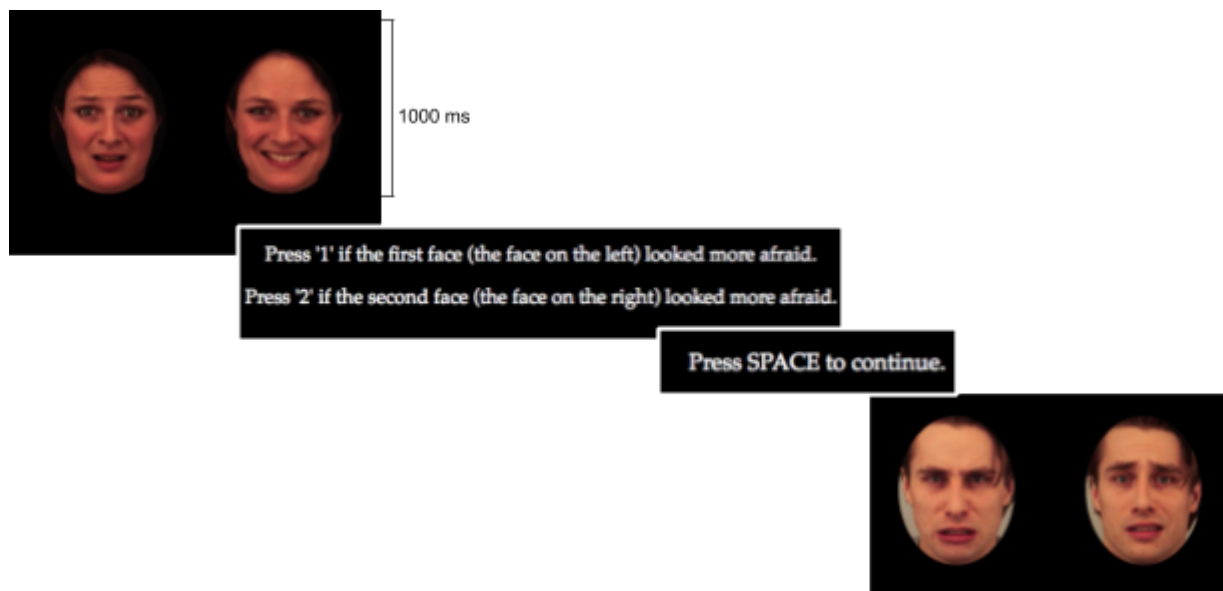 1000 ms
Press '1' if the first face (the face on the left) looked more afraid.
Press '2' if the second face (the face on the right) looked more afraid.
Press SPACE to continue.